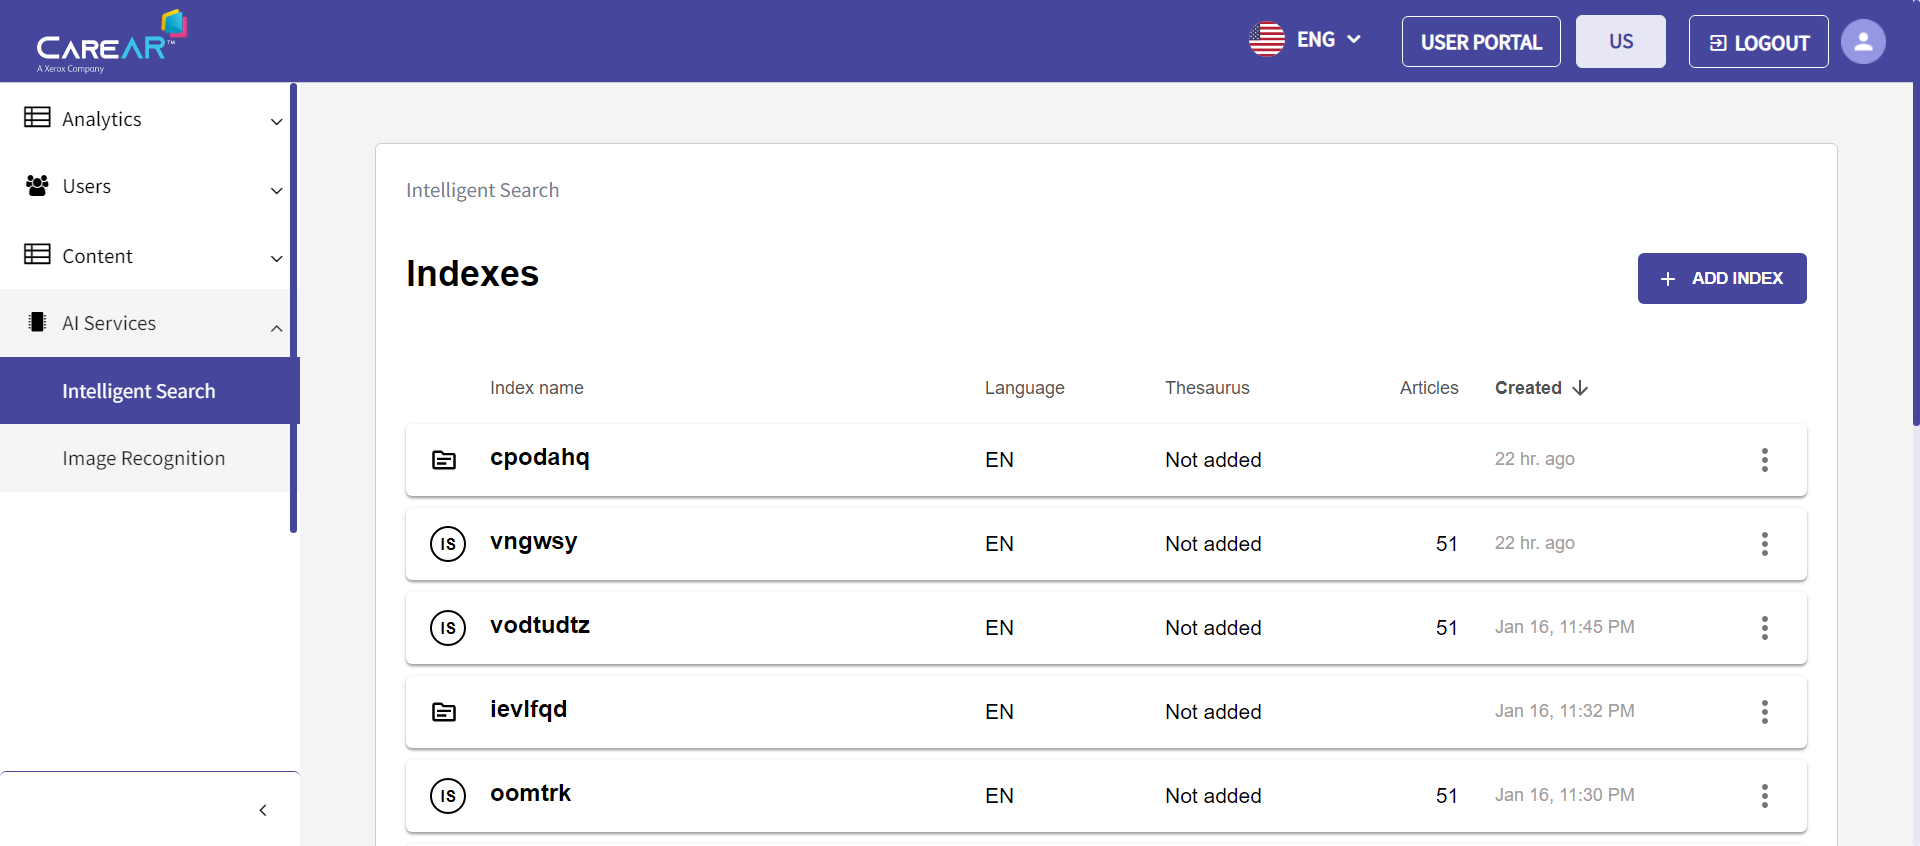 CAREAR™
A Xerox Company
ENG
USER PORTAL
US
LOGOUT
Analytics
Users
Content
AI Services
Intelligent Search
Image Recognition
Intelligent Search
Indexes
ADD INDEX
Index name Language Thesaurus Articles Created
cpodahq EN Not added 22 hr. ago
IS vngwsy EN Not added 51 22 hr. ago
IS vodtudtz EN Not added 51 Jan 16, 11:45 PM
ievlfqd EN Not added Jan 16, 11:32 PM
IS oomtrk EN Not added 51 Jan 16, 11:30 PM